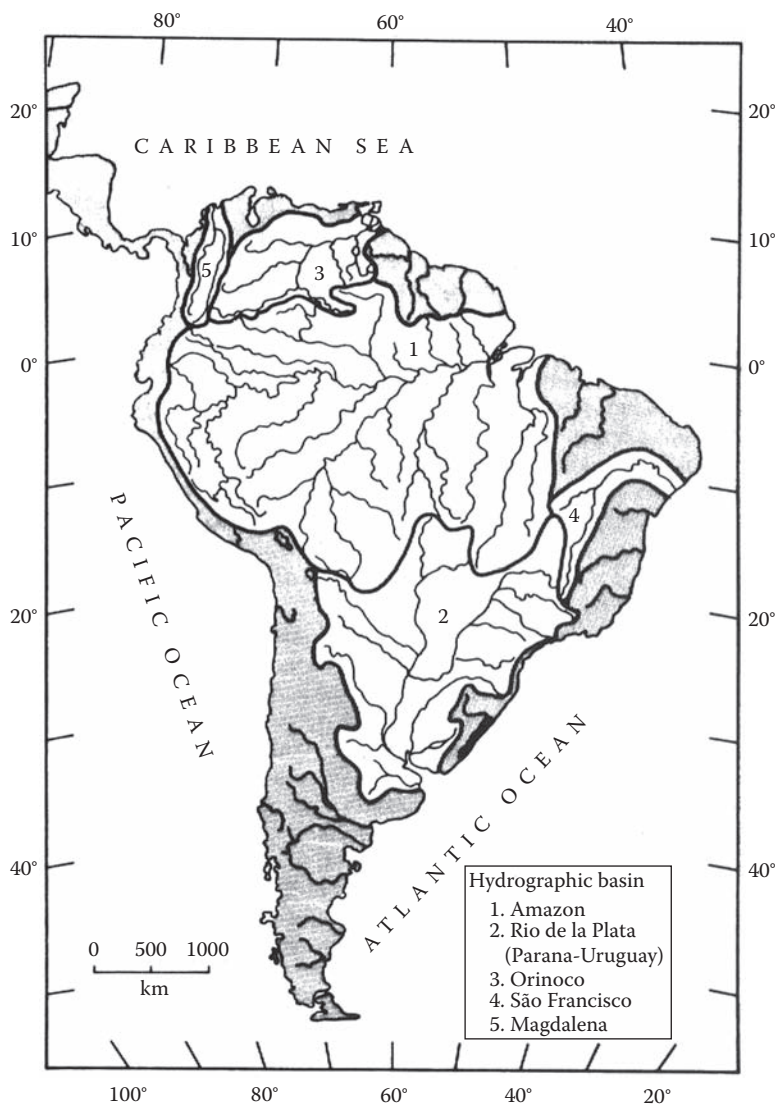 80° 60° 40°
20° 20°
CARIBBEAN SEA
10° 10°
5
3
1
0° 0°
4
PACIFIC OCEAN
2
20° 20°
ATLANTIC OCEAN
40° 40°
Hydrographic basin
1. Amazon
2. Rio de la Plata
(Parana-Uruguay)
3. Orinoco
4. São Francisco
5. Magdalena
0 500 1000
km
100° 80° 60° 40° 20°